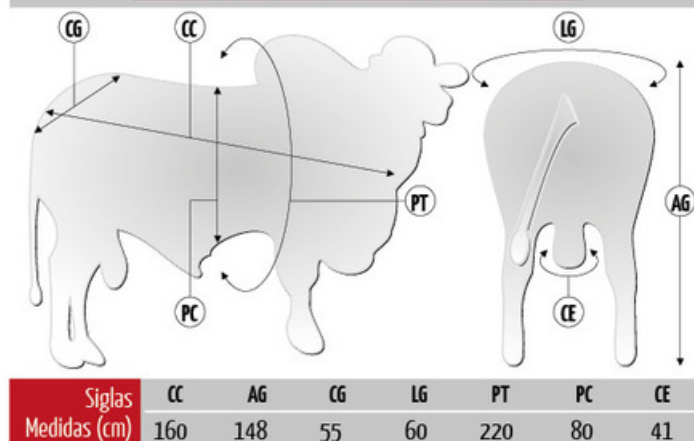 CG CC LG
PT AG
PC CE
Siglas CC AG CG LG PT PC CE
Medidas (cm) 160 148 55 60 220 80 41